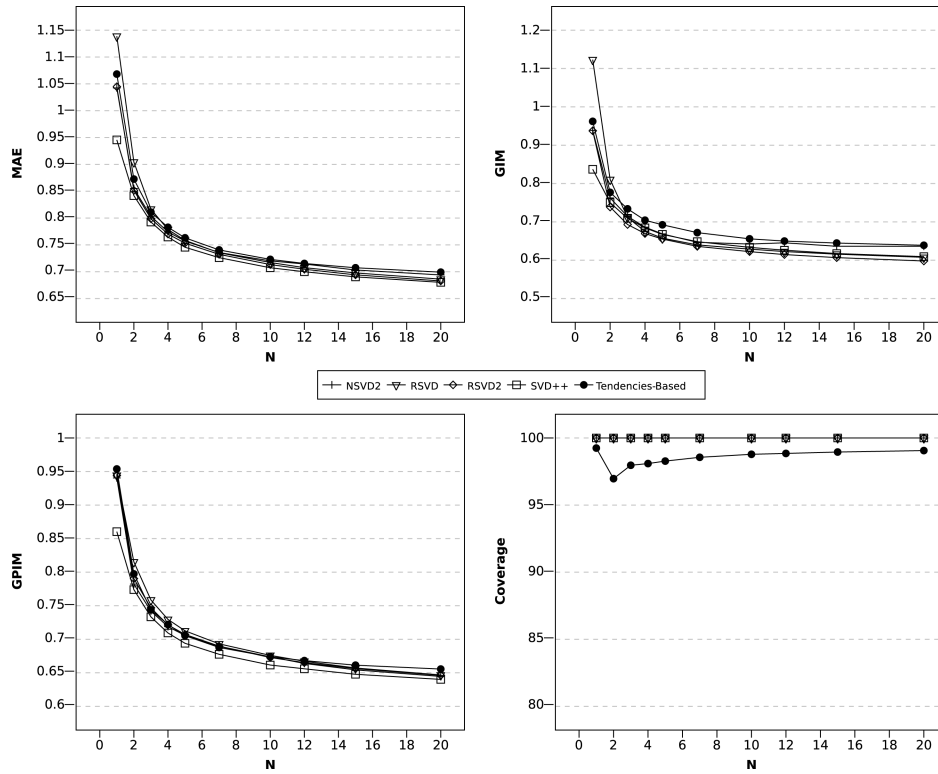 MAE
1.15
1.1
1.05
1
0.95
0.9
0.85
0.8
0.75
0.7
0.65
0 2 4 6 8 10 12 14 16 18 20
N
GIM
1.2
1.1
1
0.9
0.8
0.7
0.6
0.5
0 2 4 6 8 10 12 14 16 18 20
N
NSVD2 RSVD RSVD2 SVD++ Tendencies-Based
GPIM
1
0.95
0.9
0.85
0.8
0.75
0.7
0.65
0.6
0 2 4 6 8 10 12 14 16 18 20
N
Coverage
100
95
90
85
80
0 2 4 6 8 10 12 14 16 18 20
N